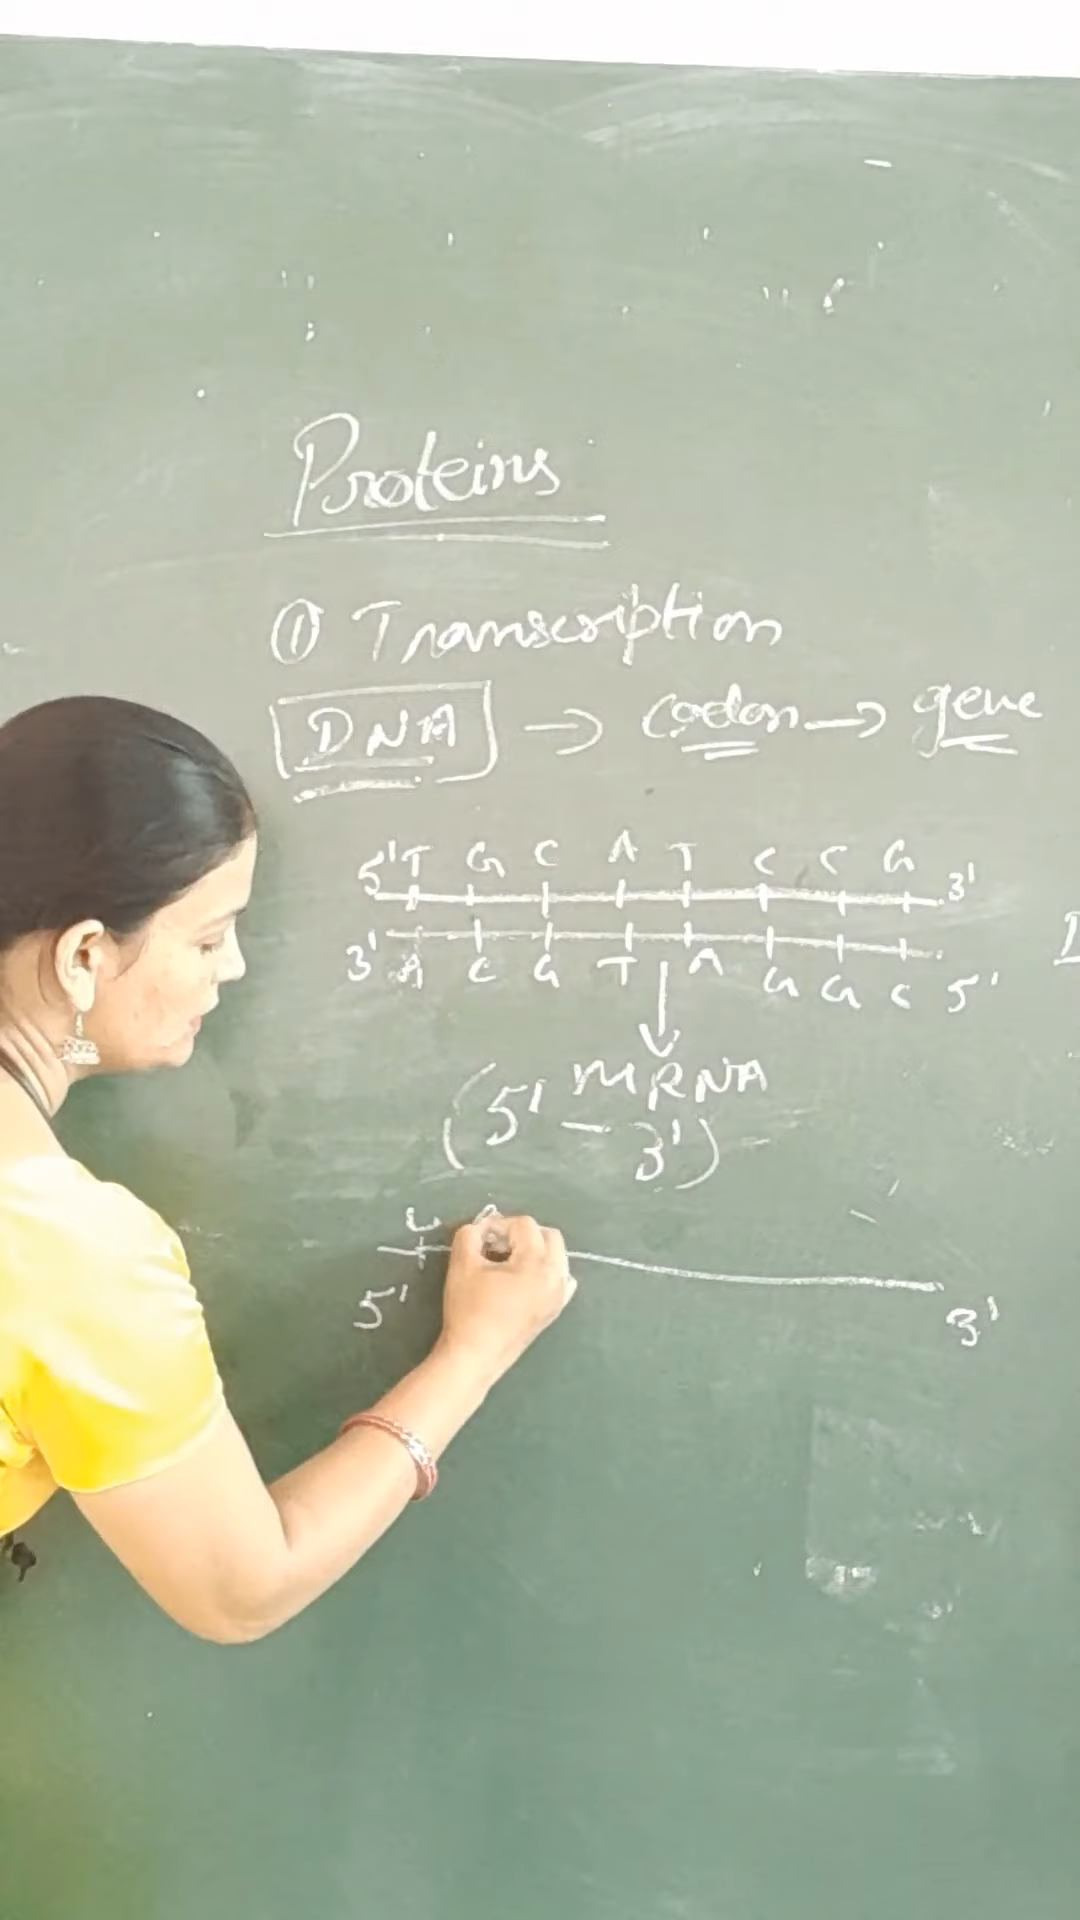 Proteins
① Transcription
DNA → codon → gene
5' T G C A T C C G 3'
3' A C G T A G G C 5'
mRNA
(5' - 3')
U
5' 3'